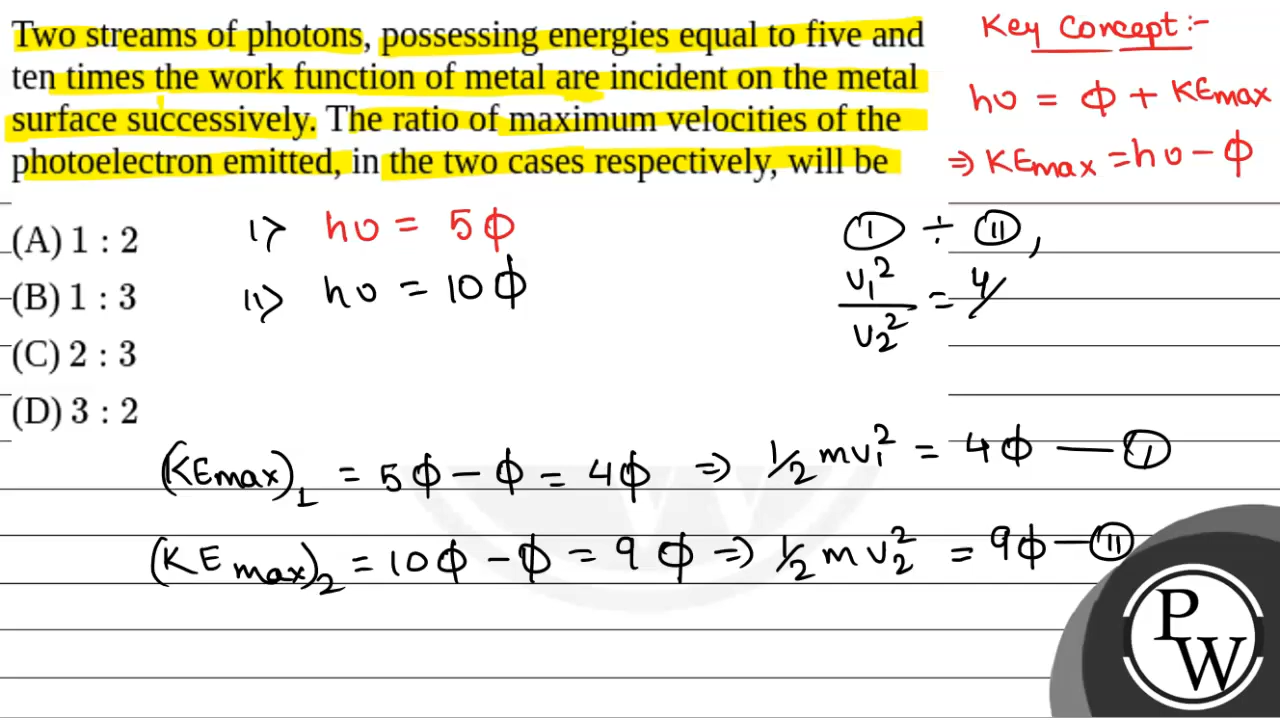 Two streams of photons, possessing energies equal to five and
ten times the work function of metal are incident on the metal
surface successively. The ratio of maximum velocities of the
photoelectron emitted, in the two cases respectively, will be
Key Concept:-
hυ = ϕ + KEmax
⇒ KEmax = hυ - ϕ
(A) 1 : 2
(B) 1 : 3
(C) 2 : 3
(D) 3 : 2
i> hυ = 5ϕ
ii> hυ = 10ϕ
Ⓘ ÷ Ⓘⓘ,
υ₁²/υ₂² = 4/
(KEmax)₁ = 5ϕ - ϕ = 4ϕ ⇒ 1/2 mυ₁² = 4ϕ — Ⓘ
(KEmax)₂ = 10ϕ - ϕ = 9ϕ ⇒ 1/2 mυ₂² = 9ϕ — Ⓘⓘ
PW